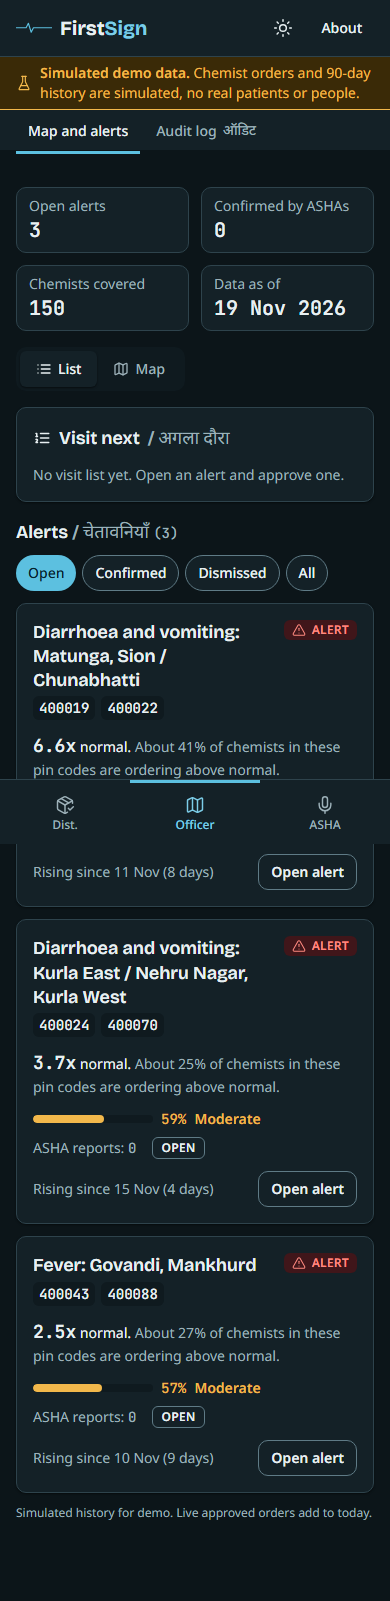 FirstSign
About
Simulated demo data. Chemist orders and 90-day
history are simulated, no real patients or people.
Map and alerts
Audit log ऑडिट
Open alerts
3
Confirmed by ASHAs
0
Chemists covered
150
Data as of
19 Nov 2026
List
Map
Visit next / अगला दौरा
No visit list yet. Open an alert and approve one.
Alerts / चेतावनियाँ (3)
Open
Confirmed
Dismissed
All
Diarrhoea and vomiting:
Matunga, Sion /
Chunabhatti
ALERT
400019 400022
6.6x normal. About 41% of chemists in these
pin codes are ordering above normal.
Dist.
Officer
ASHA
Rising since 11 Nov (8 days)
Open alert
Diarrhoea and vomiting:
Kurla East / Nehru Nagar,
Kurla West
ALERT
400024 400070
3.7x normal. About 25% of chemists in these
pin codes are ordering above normal.
59% Moderate
ASHA reports: 0 OPEN
Rising since 15 Nov (4 days)
Open alert
Fever: Govandi, Mankhurd
ALERT
400043 400088
2.5x normal. About 27% of chemists in these
pin codes are ordering above normal.
57% Moderate
ASHA reports: 0 OPEN
Rising since 10 Nov (9 days)
Open alert
Simulated history for demo. Live approved orders add to today.